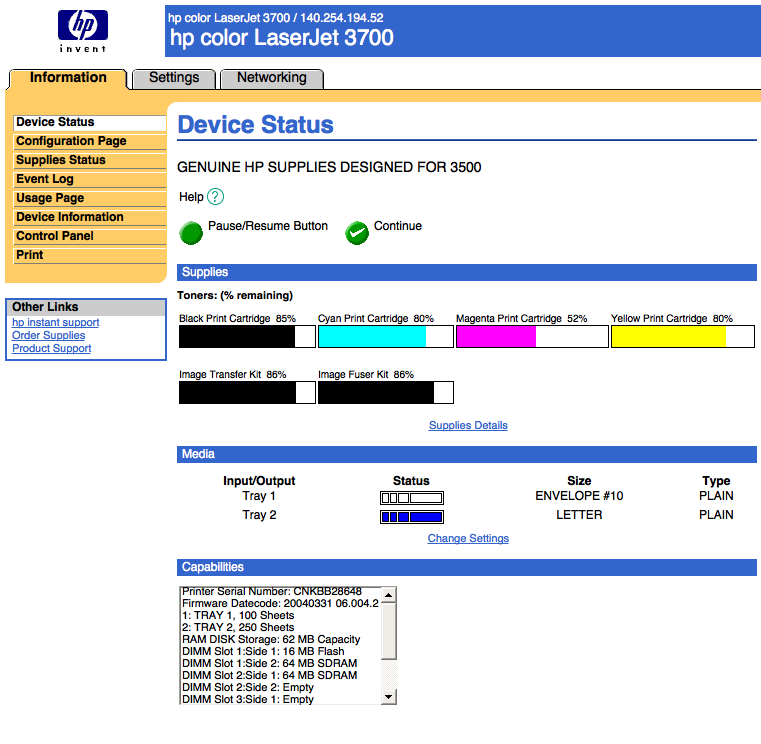 hp
invent
hp color LaserJet 3700 / 140.254.194.52
hp color LaserJet 3700
Information
Settings
Networking
Device Status
Configuration Page
Supplies Status
Event Log
Usage Page
Device Information
Control Panel
Print
Other Links
hp instant support
Order Supplies
Product Support
Device Status
GENUINE HP SUPPLIES DESIGNED FOR 3500
Help ?
Pause/Resume Button
Continue
Supplies
Toners: (% remaining)
Black Print Cartridge 85%
Cyan Print Cartridge 80%
Magenta Print Cartridge 52%
Yellow Print Cartridge 80%
Image Transfer Kit 86%
Image Fuser Kit 86%
Supplies Details
Media
Input/Output Status Size Type
Tray 1 ENVELOPE #10 PLAIN
Tray 2 LETTER PLAIN
Change Settings
Capabilities
Printer Serial Number: CNKBB28648
Firmware Datecode: 20040331 06.004.2
1: TRAY 1, 100 Sheets
2: TRAY 2, 250 Sheets
RAM DISK Storage: 62 MB Capacity
DIMM Slot 1:Side 1: 16 MB Flash
DIMM Slot 1:Side 2: 64 MB SDRAM
DIMM Slot 2:Side 1: 64 MB SDRAM
DIMM Slot 2:Side 2: Empty
DIMM Slot 3:Side 1: Empty